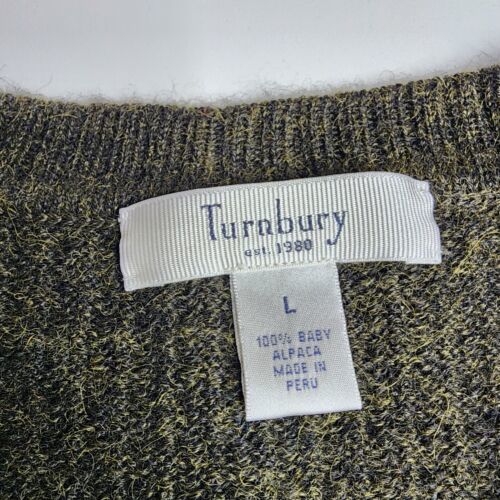 Turnbury
est. 1980
L
100% BABY
ALPACA
MADE IN
PERU